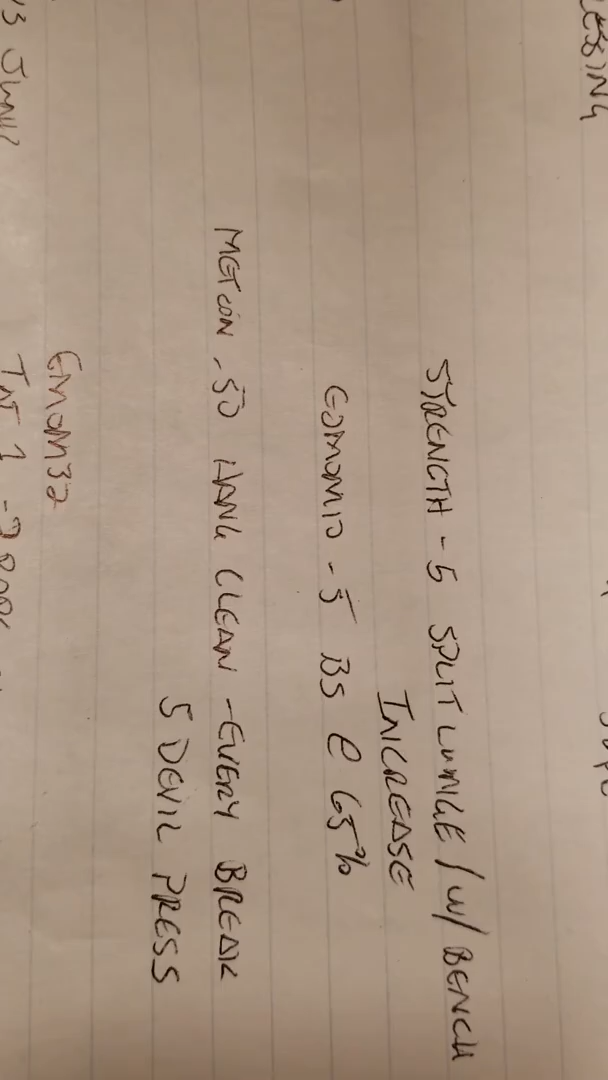 STRENGTH - 5 SPLIT LUNGE / W/ BENCH
INCREASE
EOMOM10 - 5 BS @ 65%
METCON - 50 HANG CLEAN - EVERY BREAK
5 DEVIL PRESS
EMOM32